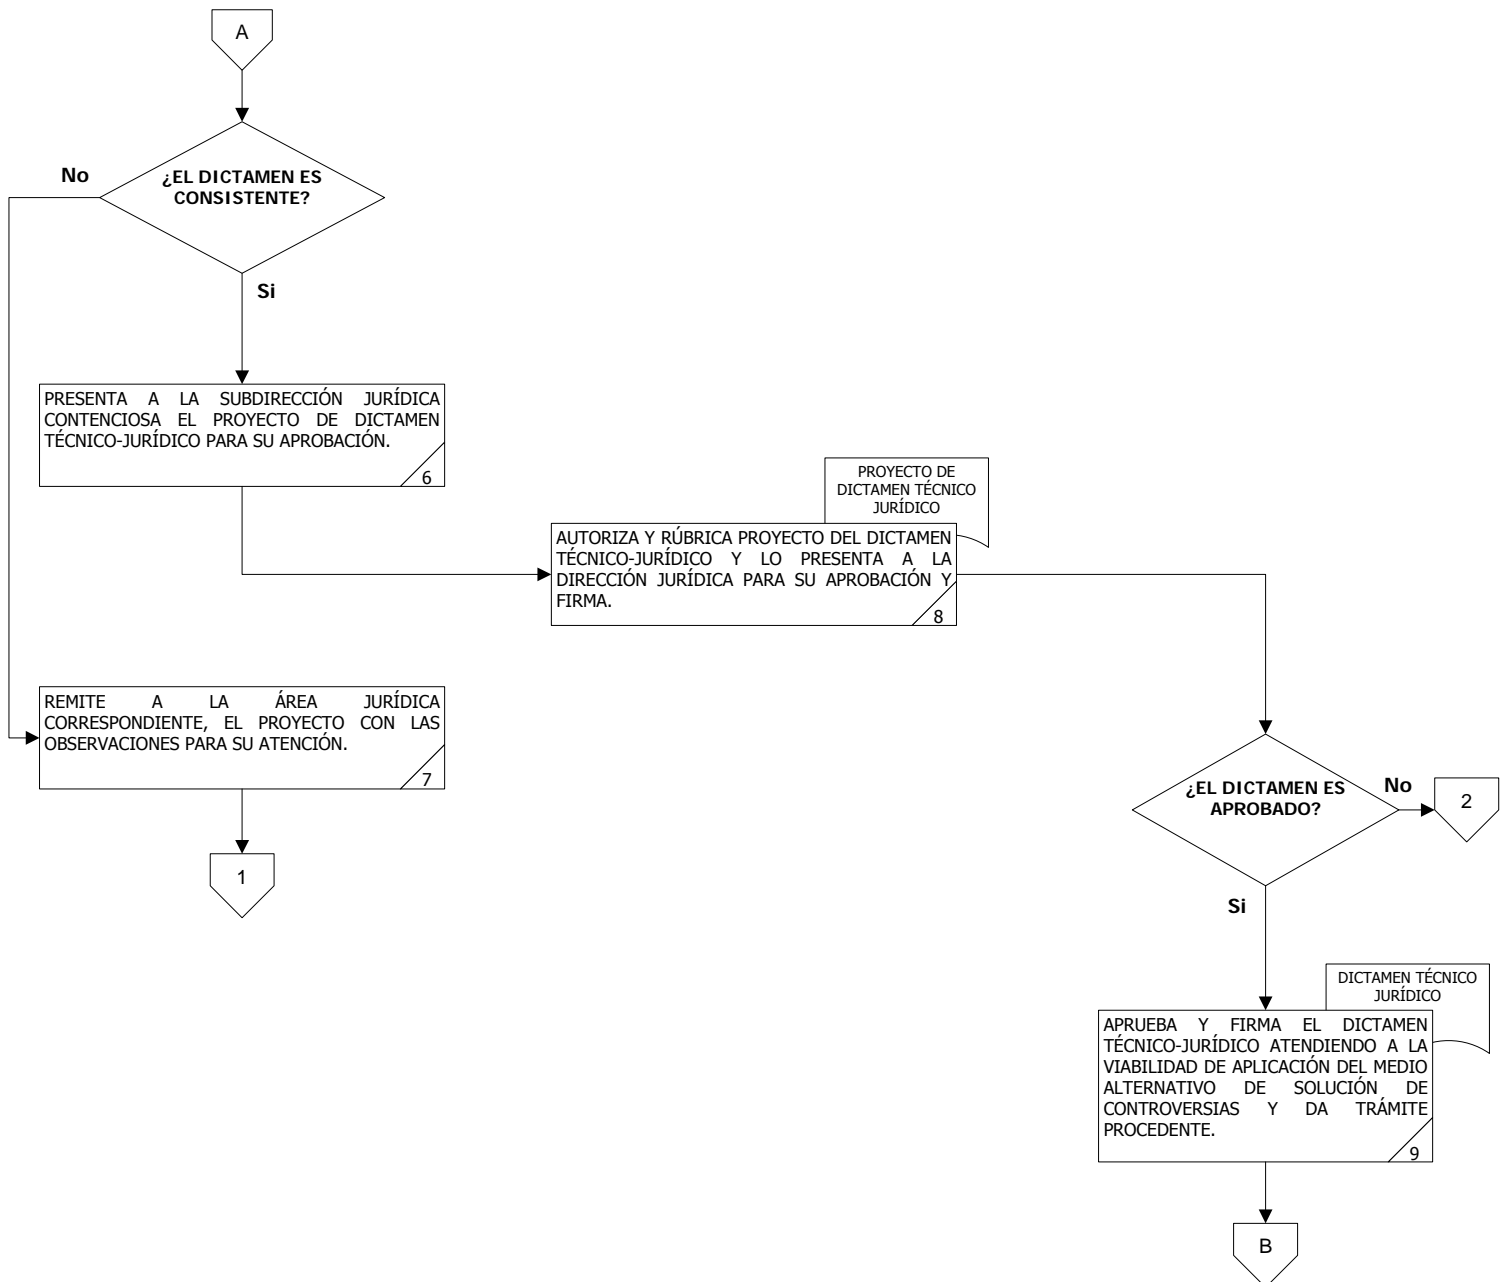 A
No
¿EL DICTAMEN ES
CONSISTENTE?
Si
PRESENTA A LA SUBDIRECCIÓN JURÍDICA
CONTENCIOSA EL PROYECTO DE DICTAMEN
TÉCNICO-JURÍDICO PARA SU APROBACIÓN.
6
PROYECTO DE
DICTAMEN TÉCNICO
JURÍDICO
AUTORIZA Y RÚBRICA PROYECTO DEL DICTAMEN
TÉCNICO-JURÍDICO Y LO PRESENTA A LA
DIRECCIÓN JURÍDICA PARA SU APROBACIÓN Y
FIRMA.
8
REMITE A LA ÁREA JURÍDICA
CORRESPONDIENTE, EL PROYECTO CON LAS
OBSERVACIONES PARA SU ATENCIÓN.
7
1
¿EL DICTAMEN ES
APROBADO?
No
2
Si
DICTAMEN TÉCNICO
JURÍDICO
APRUEBA Y FIRMA EL DICTAMEN
TÉCNICO-JURÍDICO ATENDIENDO A LA
VIABILIDAD DE APLICACIÓN DEL MEDIO
ALTERNATIVO DE SOLUCIÓN DE
CONTROVERSIAS Y DA TRÁMITE
PROCEDENTE.
9
B